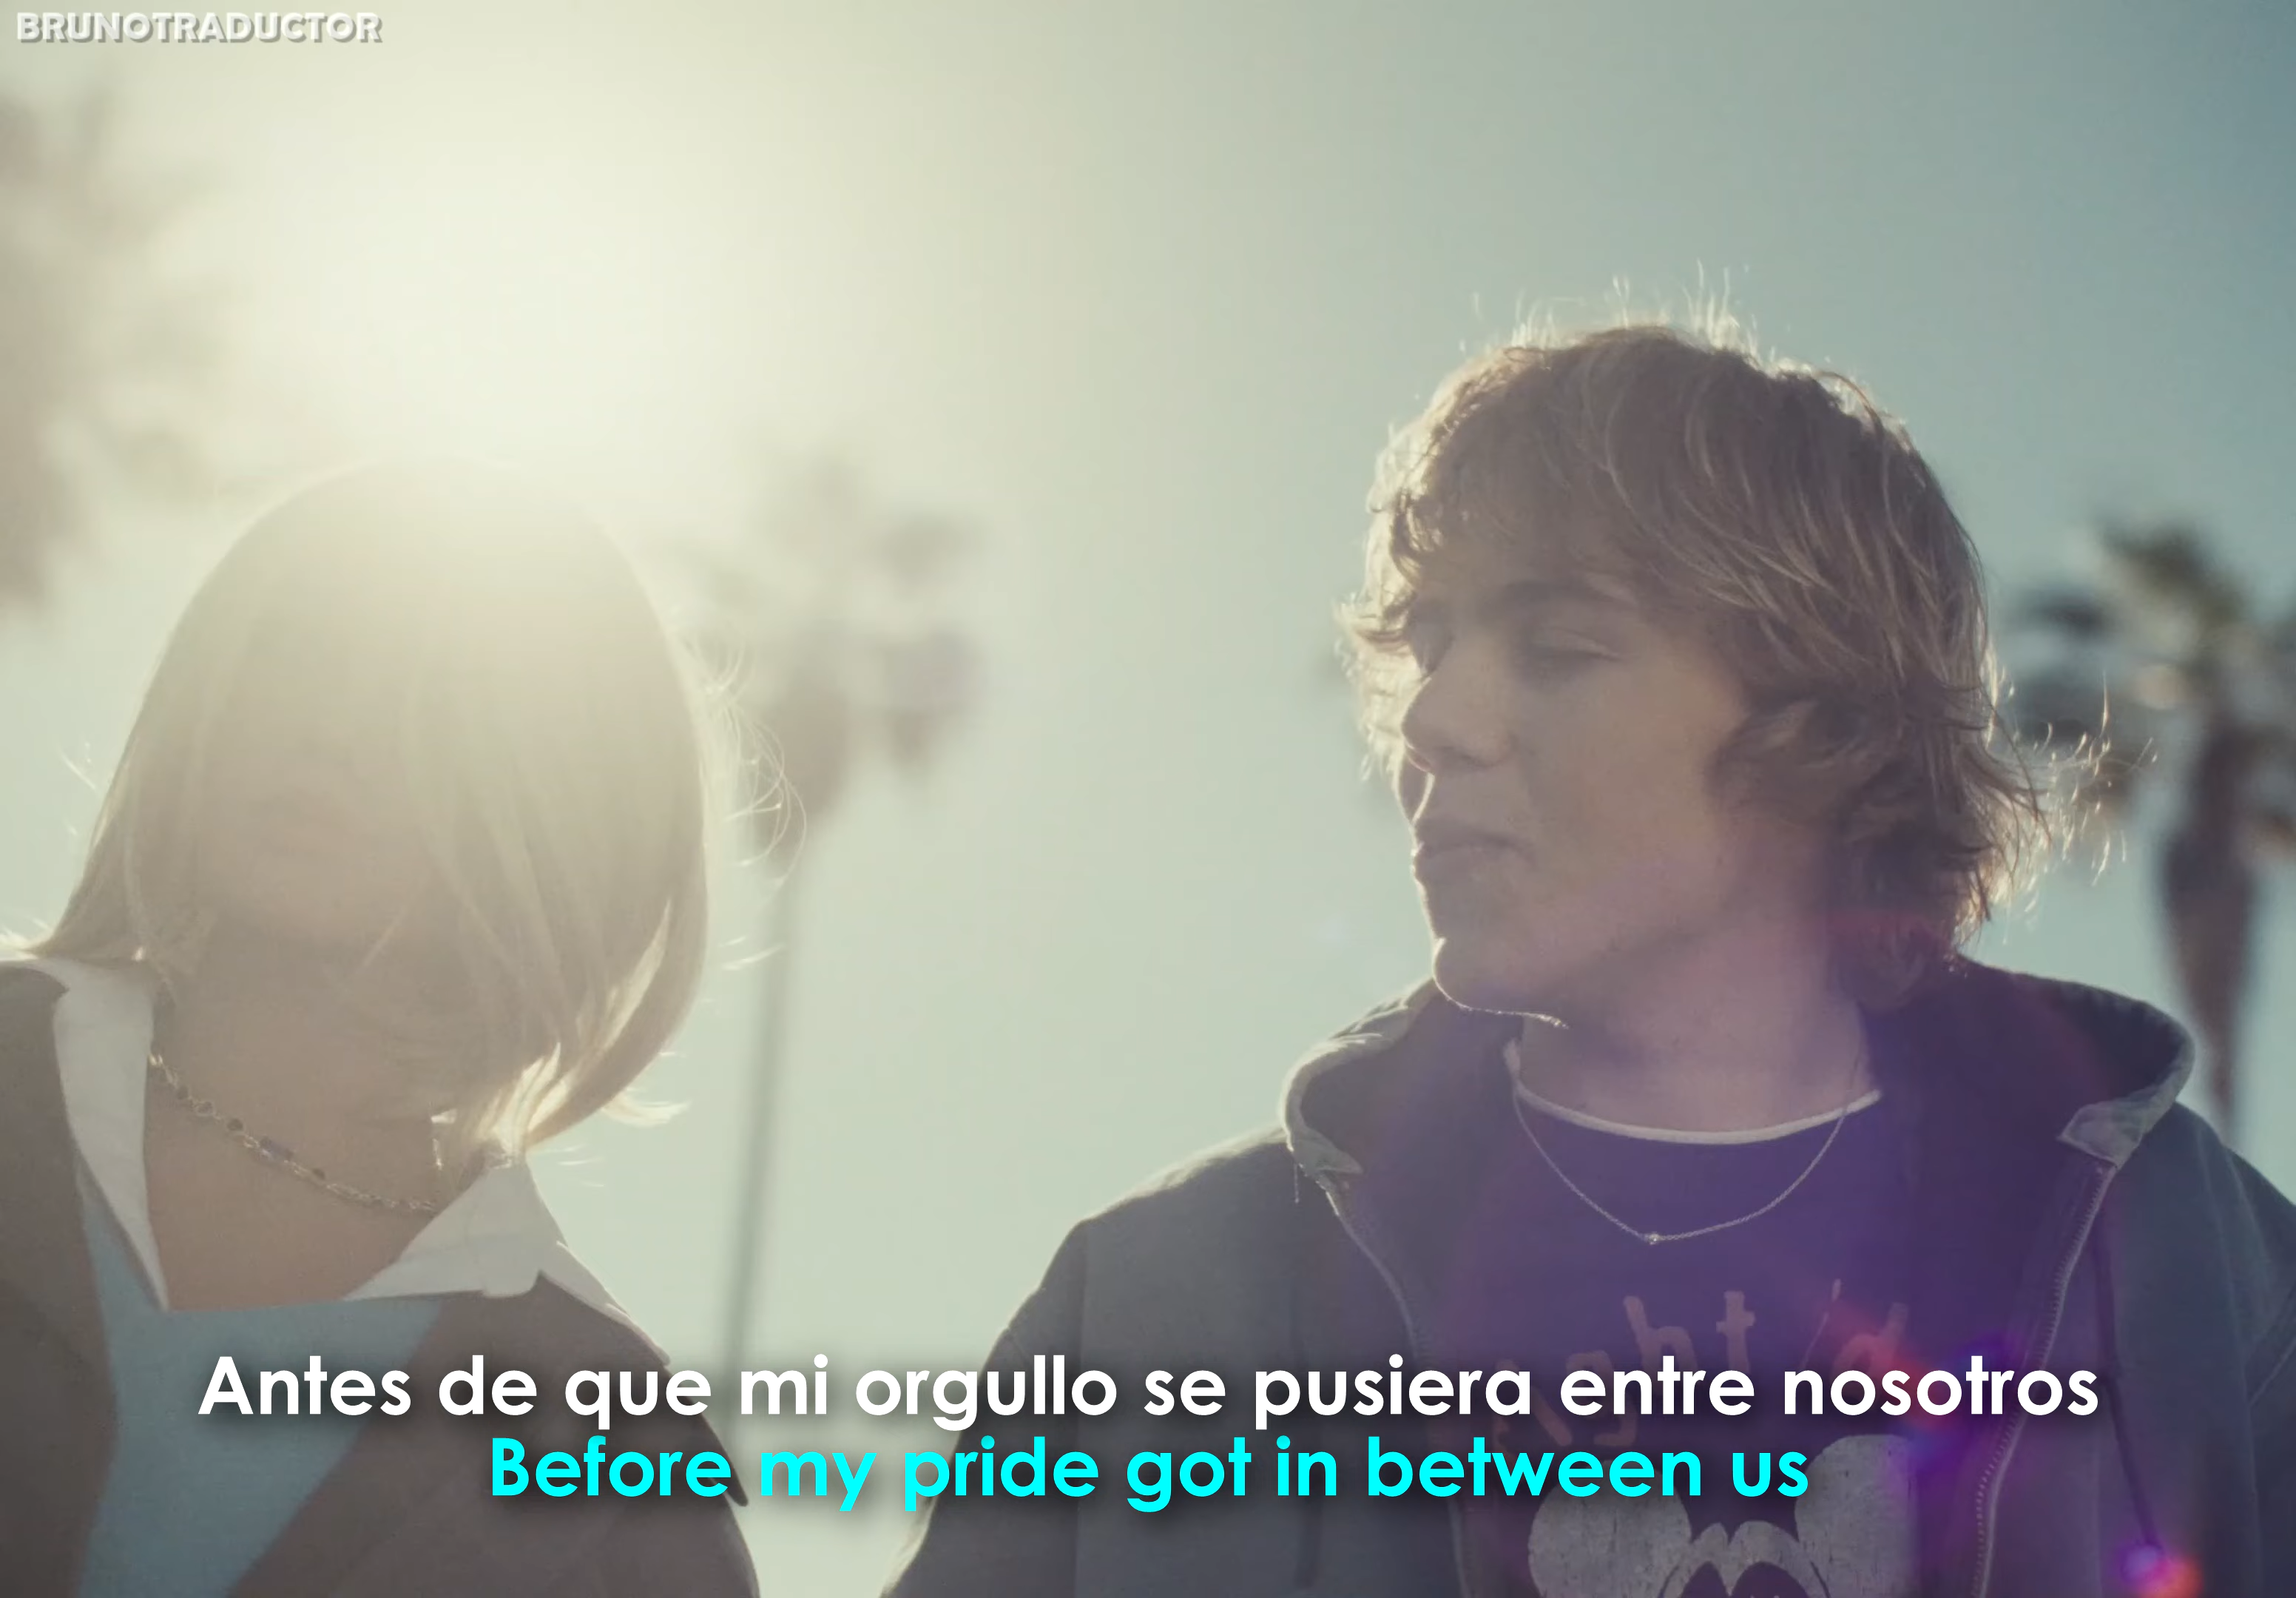 BRUNOTRADUCTOR
Antes de que mi orgullo se pusiera entre nosotros
Before my pride got in between us